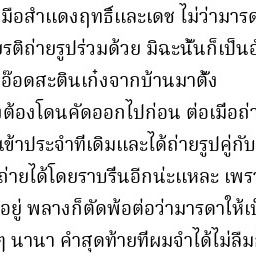 มือสำแดงฤทธิ์และเดช ไม่ว่ามารด
ยรติถ่ายรูปร่วมด้วย มิฉะนั้นก็เป็นอั
อ๊อดสะตินเก๋งจากบ้านมาตั้ง
งต้องโดนคัดออกไปก่อน ต่อเมื่อถ่า
นเข้าประจำที่เดิมและได้ถ่ายรูปคู่กับ
ถ่ายได้โดยราบรื่นอีกน่ะแหละ เพรา
อยู่ พลางก็ตัดพ้อต่อว่ามารดาให้เป็
ๆ นานา คำสุดท้ายที่ผมจำได้ไม่ลืม